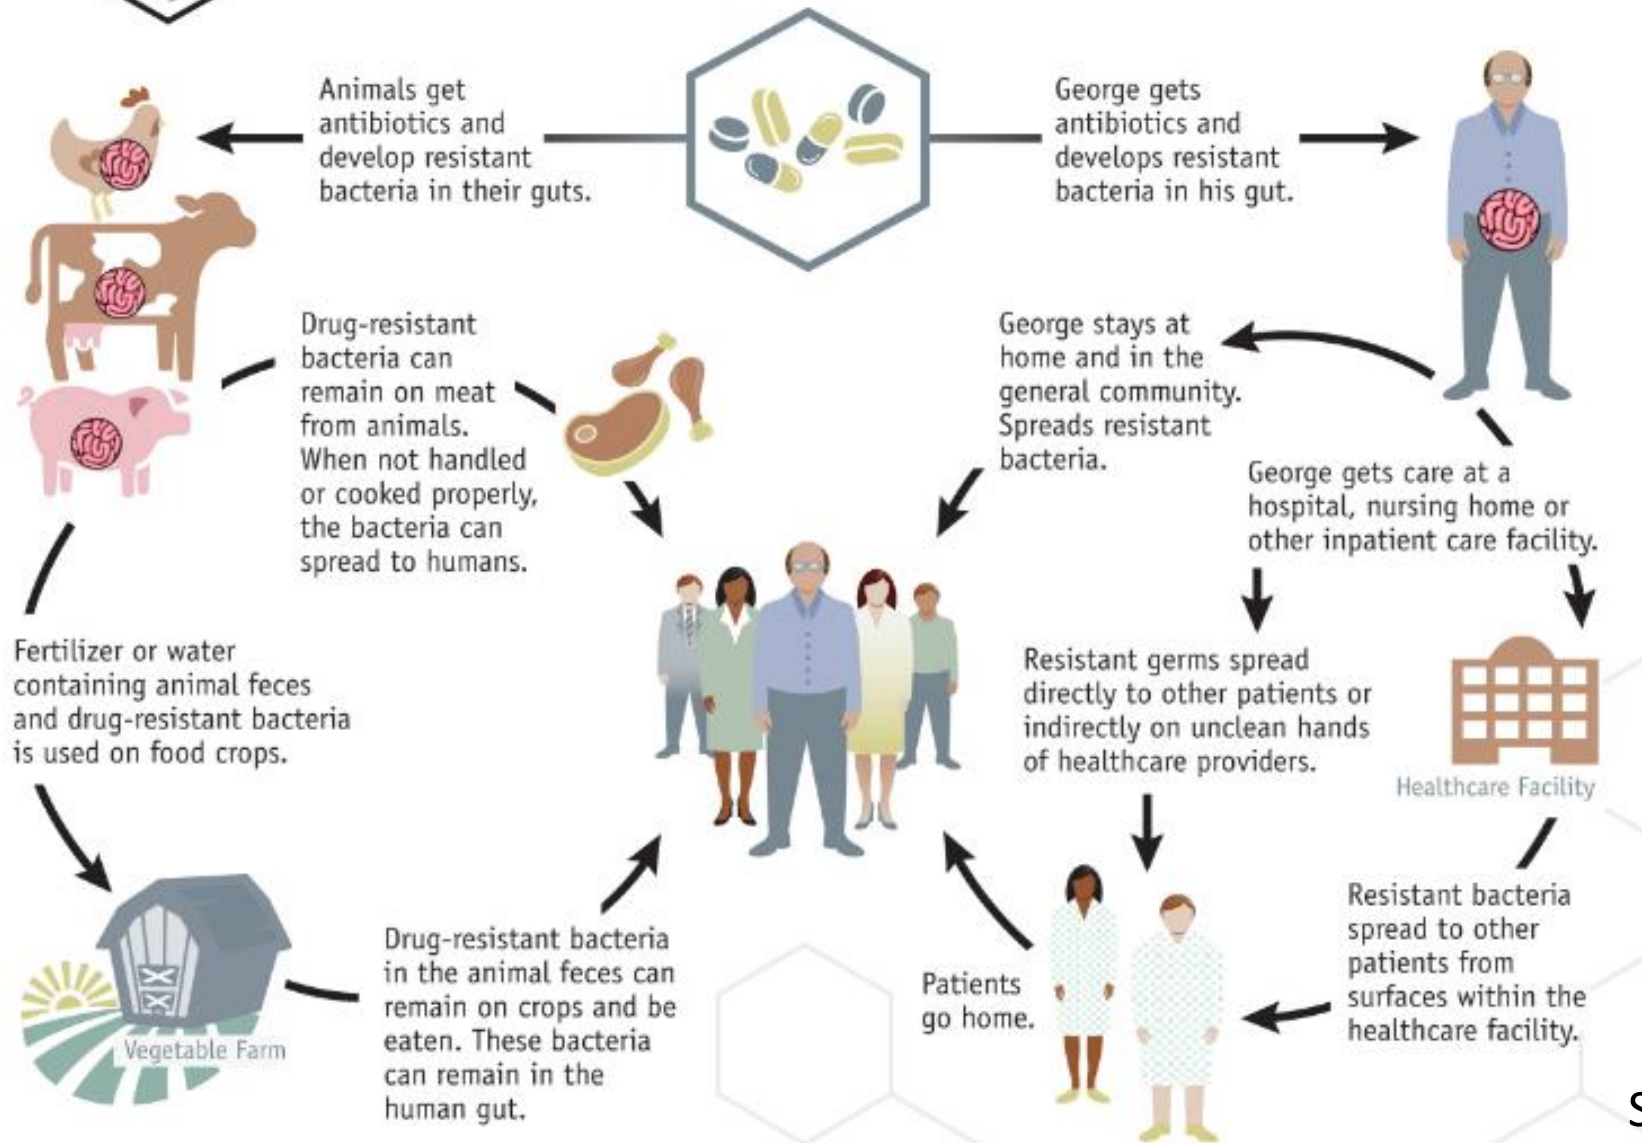 Animals get
antibiotics and
develop resistant
bacteria in their guts.
George gets
antibiotics and
develops resistant
bacteria in his gut.
Drug-resistant
bacteria can
remain on meat
from animals.
When not handled
or cooked properly,
the bacteria can
spread to humans.
George stays at
home and in the
general community.
Spreads resistant
bacteria.
George gets care at a
hospital, nursing home or
other inpatient care facility.
Fertilizer or water
containing animal feces
and drug-resistant bacteria
is used on food crops.
Resistant germs spread
directly to other patients or
indirectly on unclean hands
of healthcare providers.
Healthcare Facility
Vegetable Farm
Drug-resistant bacteria
in the animal feces can
remain on crops and be
eaten. These bacteria
can remain in the
human gut.
Patients
go home.
Resistant bacteria
spread to other
patients from
surfaces within the
healthcare facility.